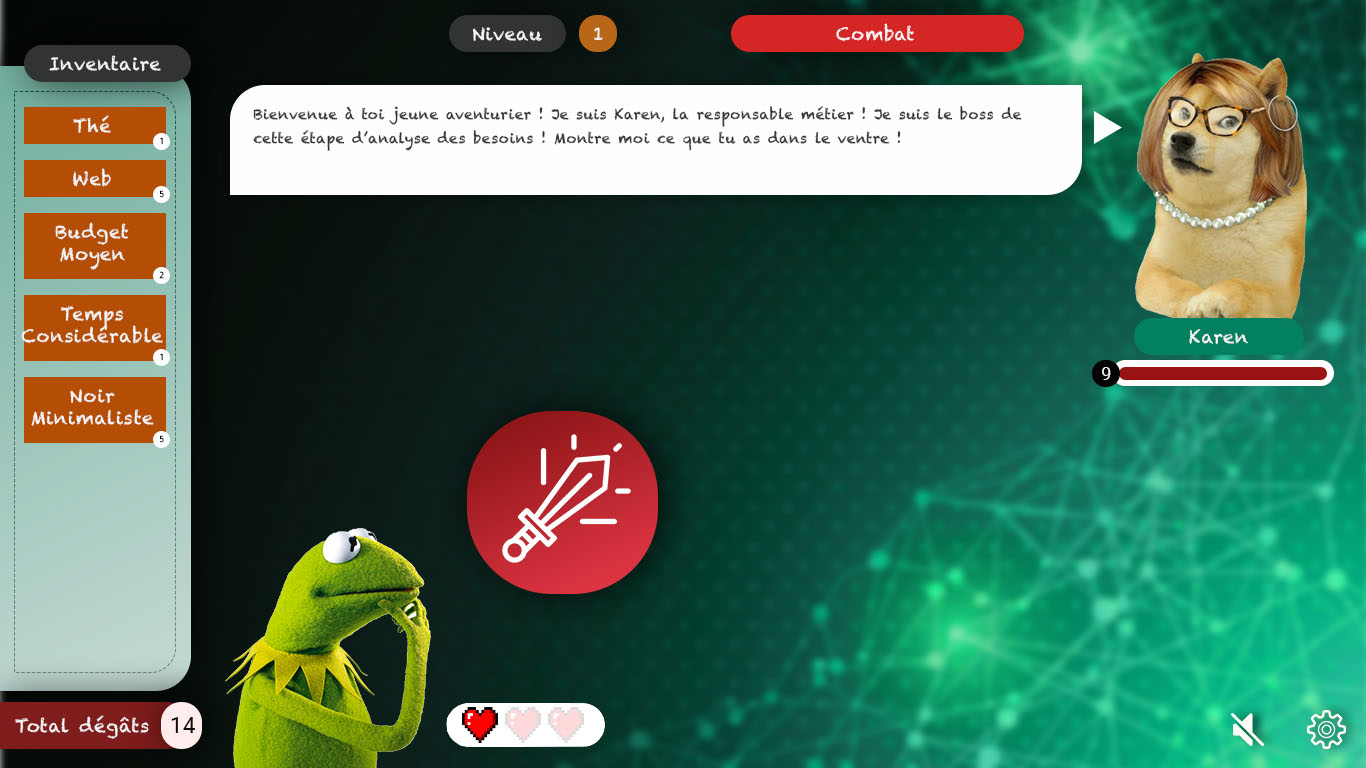 Niveau
1
Combat
Inventaire
Thé
1
Web
5
Budget
Moyen
2
Temps
Considérable
1
Noir
Minimaliste
5
Total dégâts
14
Bienvenue à toi jeune aventurier ! Je suis Karen, la responsable métier ! Je suis le boss de
cette étape d'analyse des besoins ! Montre moi ce que tu as dans le ventre !
Karen
9